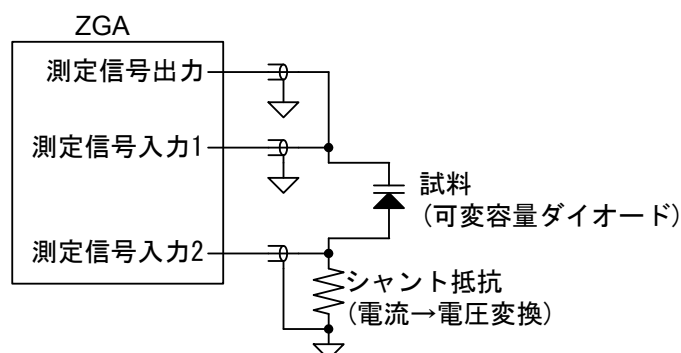 ZGA
測定信号出力
測定信号入力1
試料
(可変容量ダイオード)
測定信号入力2
シャント抵抗
(電流→電圧変換)